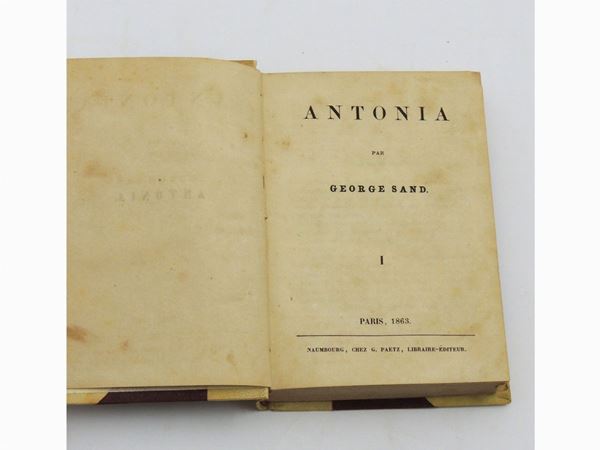 ANTONIA
PAR
GEORGE SAND.
I
PARIS, 1863.
NAUMBOURG, CHEZ G. PAETZ, LIBRAIRE-ÉDITEUR.